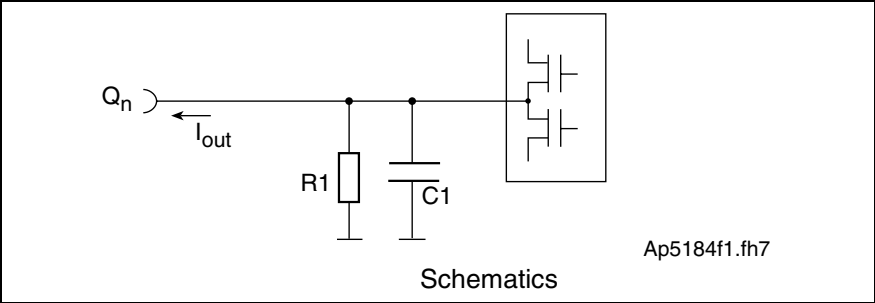 Qn
Iout
R1
C1
Ap5184f1.fh7
Schematics